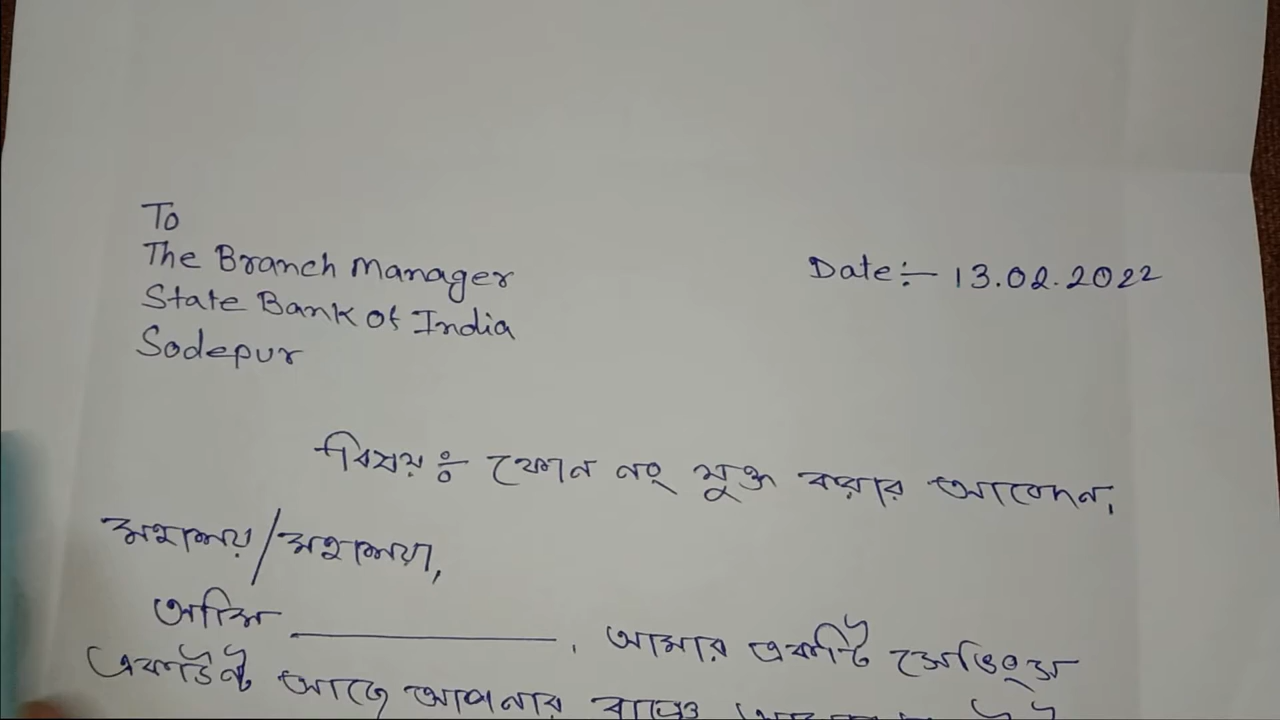 To
The Branch Manager
Date:- 13.02.2022
State Bank Of India
Sodepur
বিষয় ঃ- ফোন নং যুক্ত করার আবেদন,
মহাশয়/মহাশয়া,
আমি ____________, আমার একটি সেভিংস
একাউন্ট আছে আপনার ব্যাঙ্কে